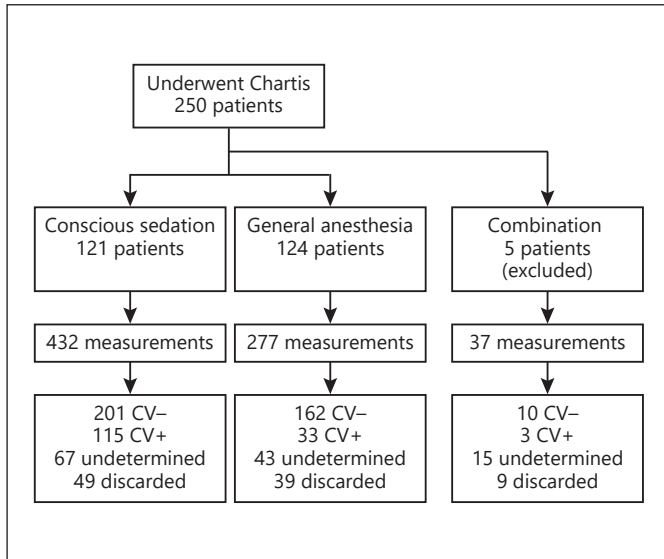 Underwent Chartis
250 patients
Conscious sedation
121 patients
General anesthesia
124 patients
Combination
5 patients
(excluded)
432 measurements
277 measurements
37 measurements
201 CV–
115 CV+
67 undetermined
49 discarded
162 CV–
33 CV+
43 undetermined
39 discarded
10 CV–
3 CV+
15 undetermined
9 discarded